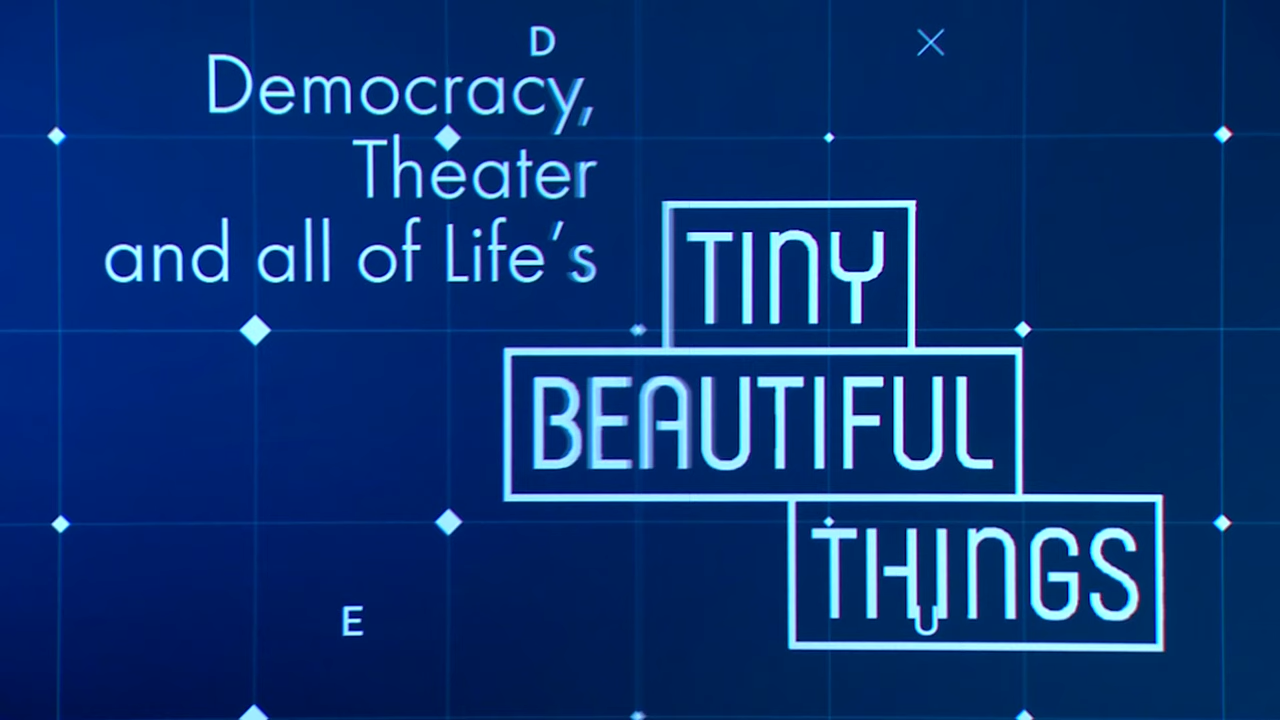 D
Democracy,
Theater
and all of Life's
TINY
BEAUTIFUL
THINGS
U
E